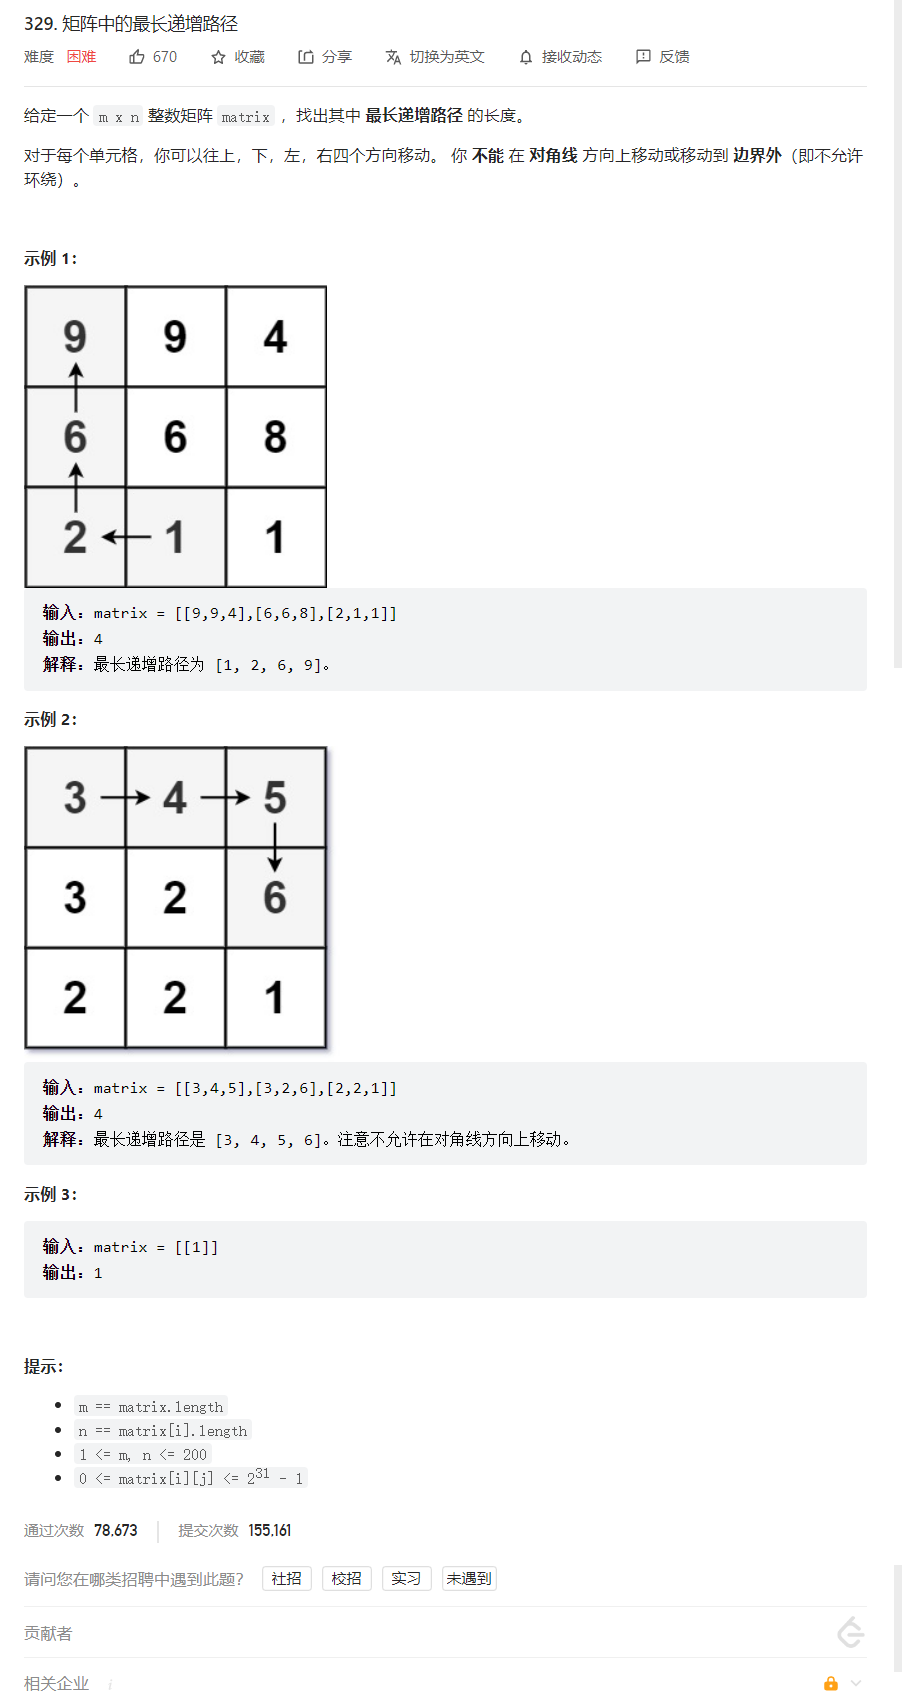 329. 矩阵中的最长递增路径
难度 困难 670 收藏 分享 切换为英文 接收动态 反馈
给定一个 m x n 整数矩阵 matrix ，找出其中 最长递增路径 的长度。
对于每个单元格，你可以往上，下，左，右四个方向移动。 你 不能 在 对角线 方向上移动或移动到 边界外（即不允许
环绕）。
示例 1：
9 9 4
6 6 8
2 1 1
输入：matrix = [[9,9,4],[6,6,8],[2,1,1]]
输出：4
解释：最长递增路径为 [1, 2, 6, 9]。
示例 2：
3 4 5
3 2 6
2 2 1
输入：matrix = [[3,4,5],[3,2,6],[2,2,1]]
输出：4
解释：最长递增路径是 [3, 4, 5, 6]。注意不允许在对角线方向上移动。
示例 3：
输入：matrix = [[1]]
输出：1
提示：
m == matrix.length
n == matrix[i].length
1 <= m, n <= 200
0 <= matrix[i][j] <= 2^31 - 1
通过次数 78,673 提交次数 155,161
请问您在哪类招聘中遇到此题？ 社招 校招 实习 未遇到
贡献者
相关企业 i